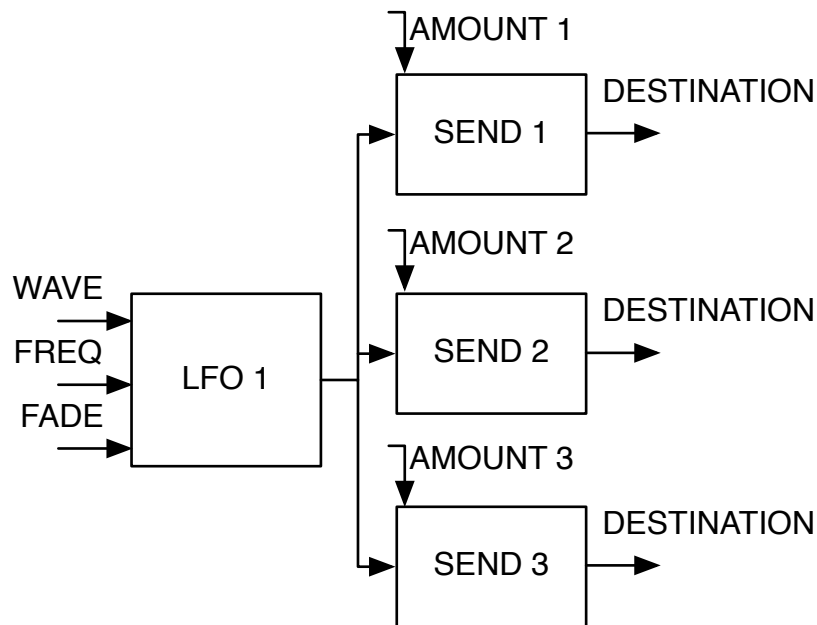 AMOUNT 1
DESTINATION
SEND 1
AMOUNT 2
DESTINATION
SEND 2
WAVE
FREQ
FADE
LFO 1
AMOUNT 3
DESTINATION
SEND 3